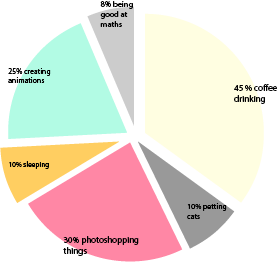 8% being
good at
maths
45 % coffee
drinking
10% petting
cats
30% photoshopping
things
10% sleeping
25% creating
animations